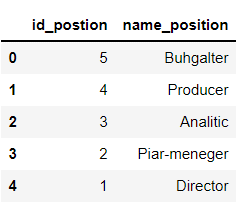 id_postion name_position
0 5 Buhgalter
1 4 Producer
2 3 Analitic
3 2 Piar-meneger
4 1 Director